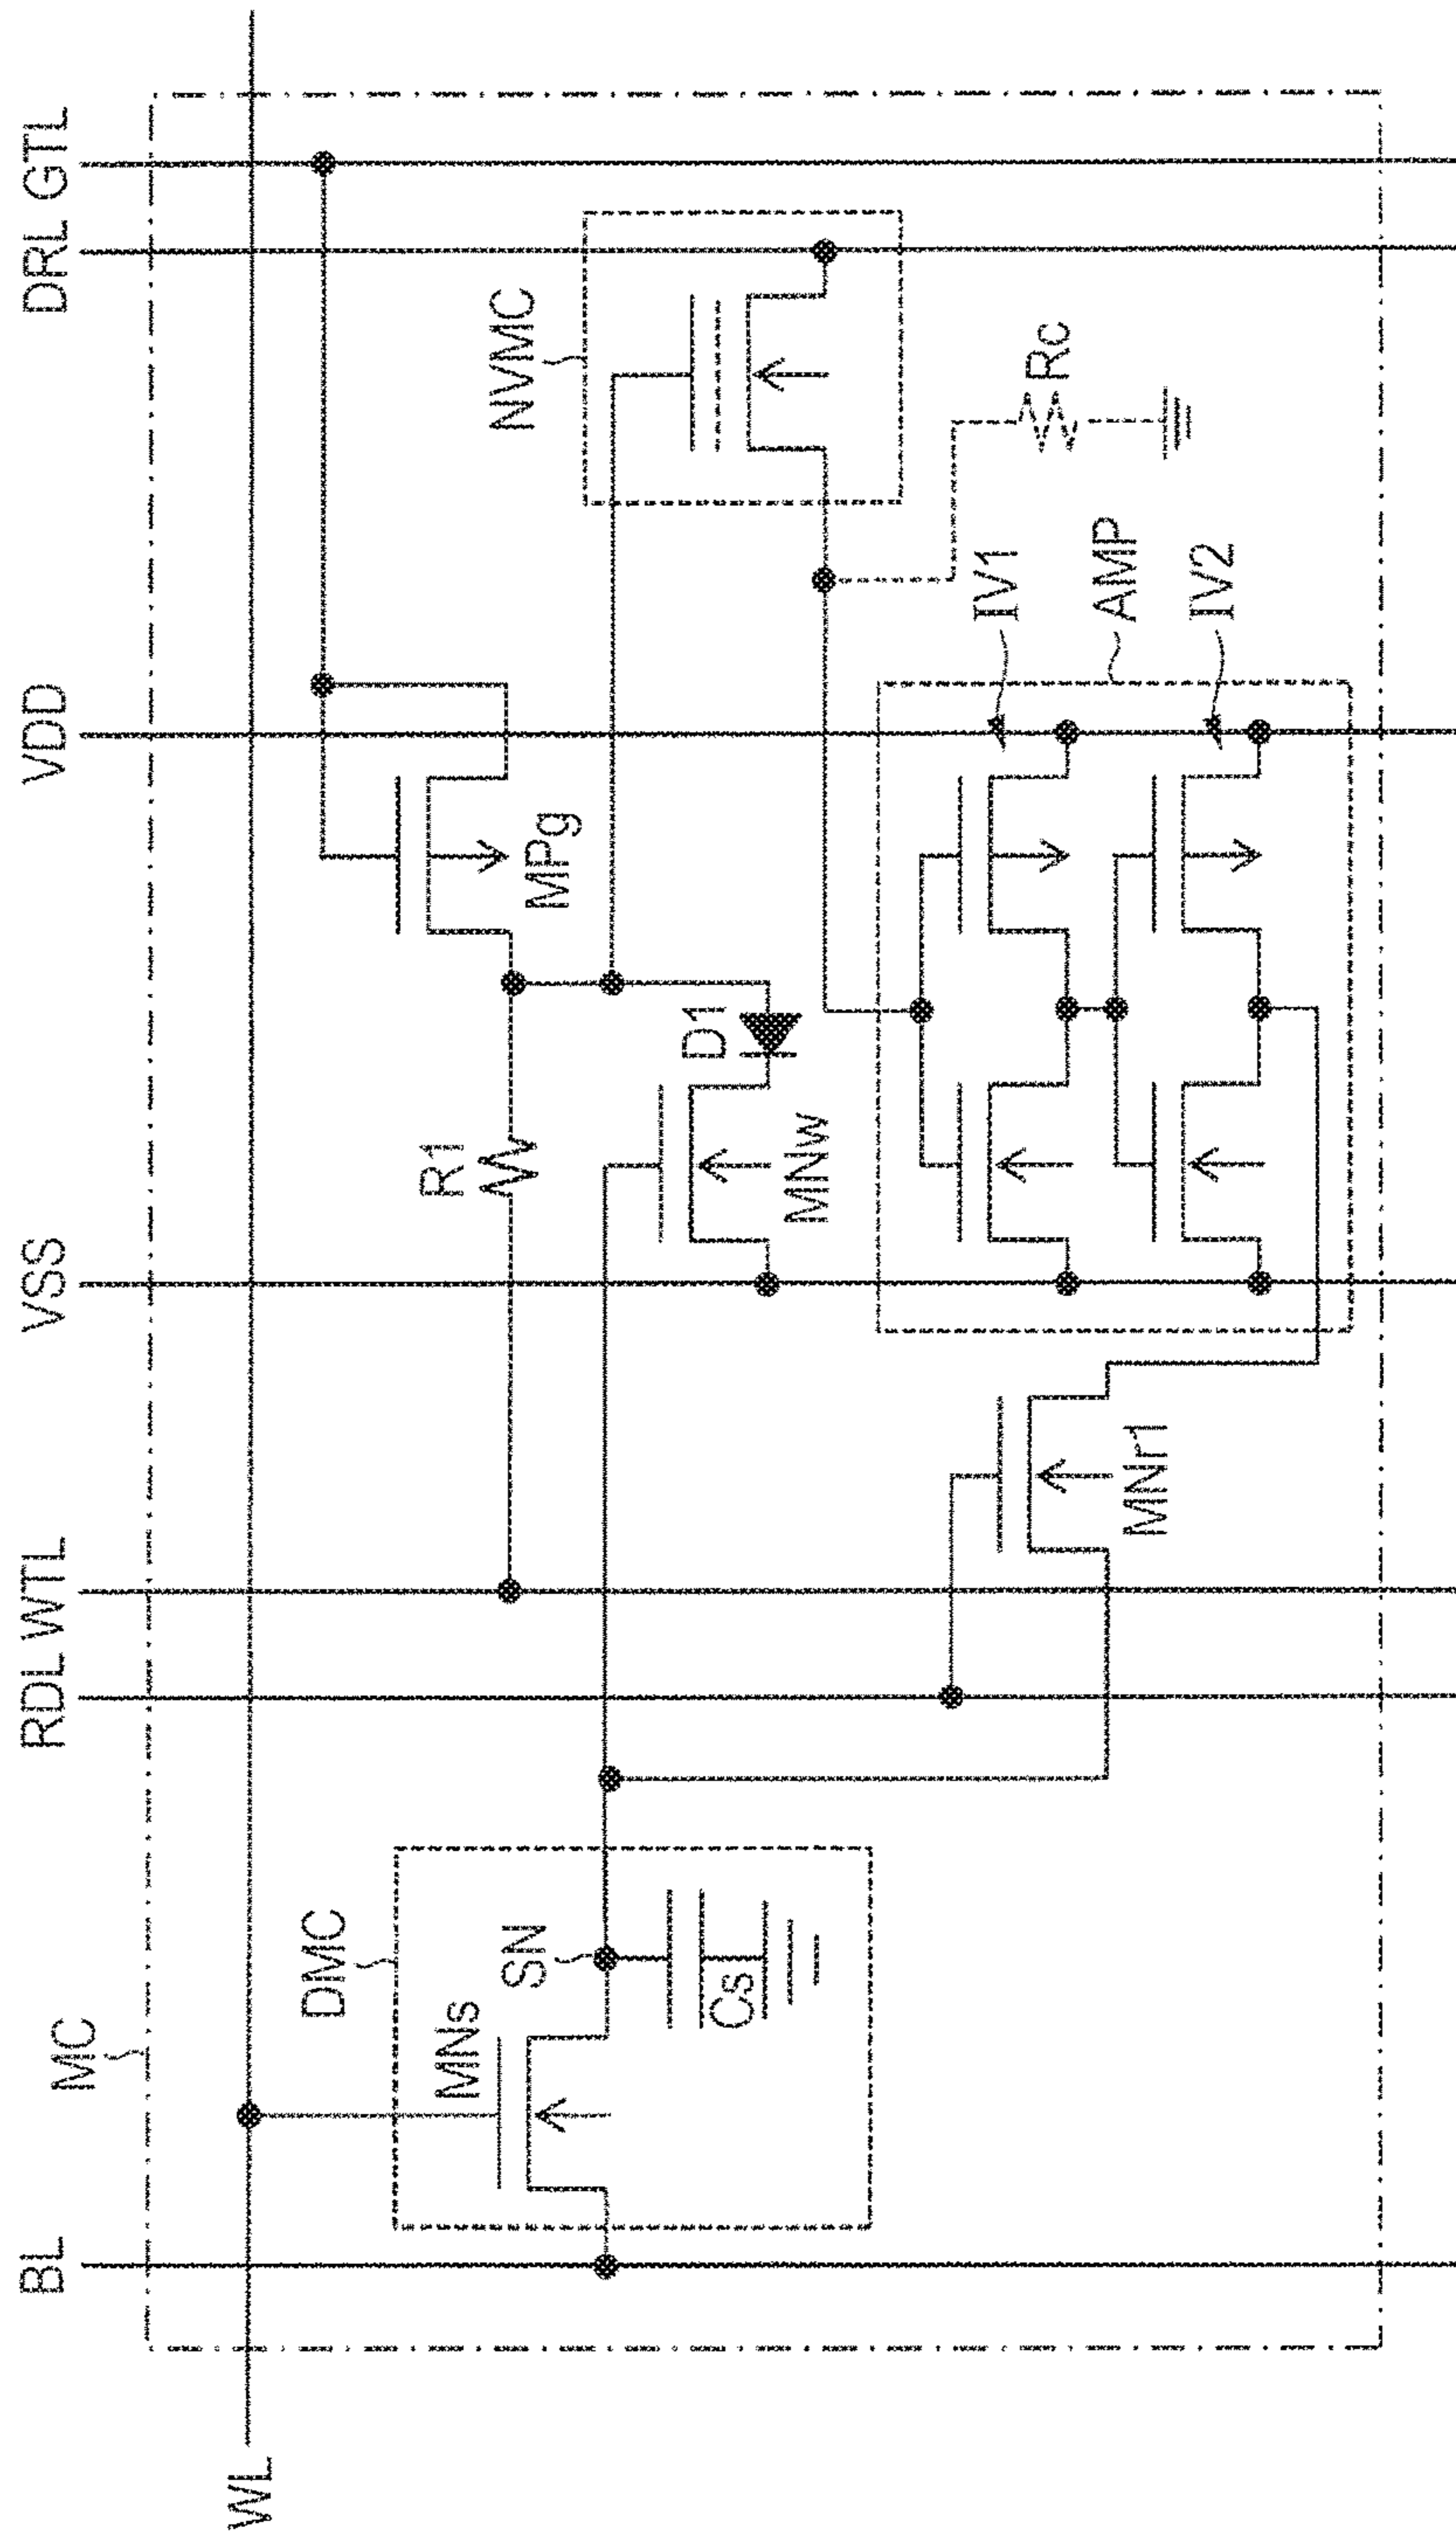 BL
RDL
WTL
VSS
VDD
DRL
GTL
MC
WL
DMC
MNs
SN
Cs
R1
MPg
D1
MNw
NVMC
Rc
IV1
AMP
IV2
MNr1